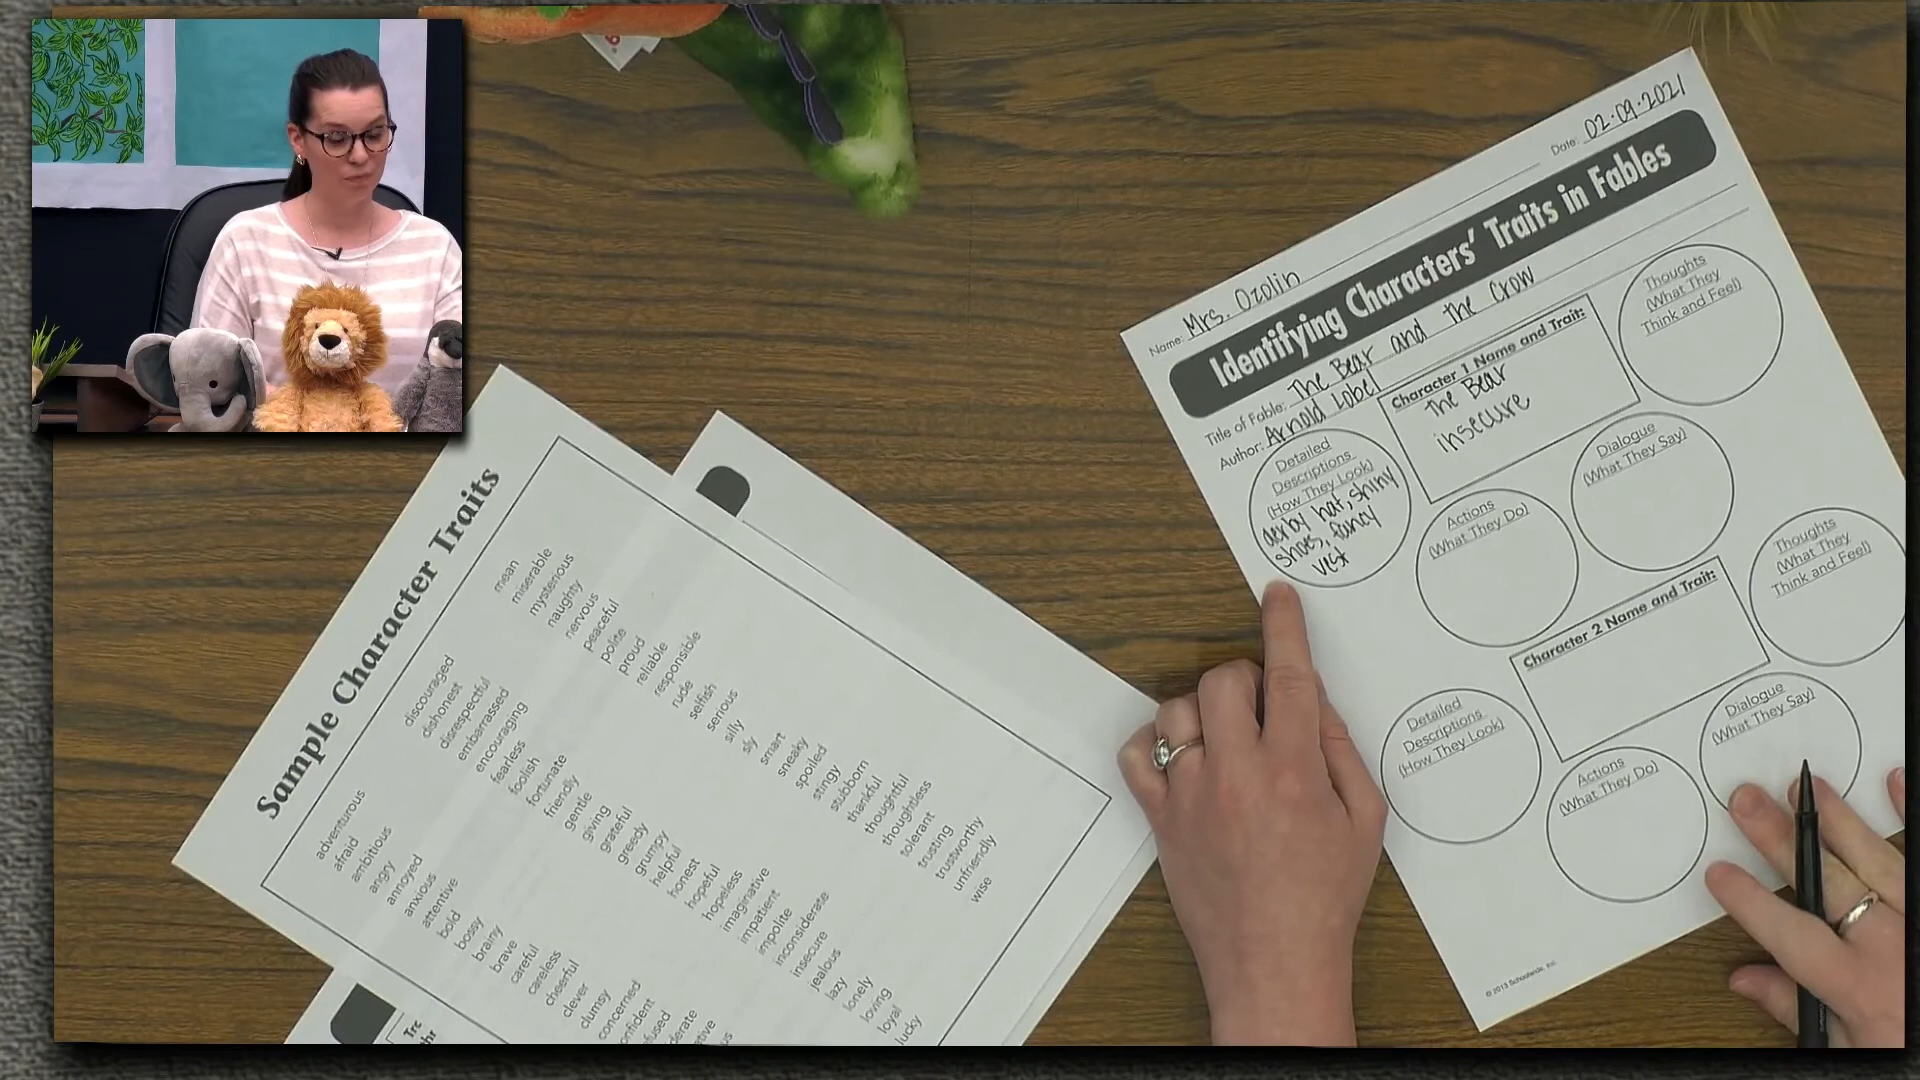 Sample Character Traits
adventurous
afraid
ambitious
angry
annoyed
anxious
attentive
bold
bossy
brainy
brave
careful
careless
cheerful
clever
clumsy
concerned
discouraged
dishonest
disrespectful
embarrassed
encouraging
fearless
foolish
fortunate
friendly
gentle
giving
grateful
greedy
grumpy
helpful
honest
hopeful
hopeless
imaginative
impatient
impolite
inconsiderate
insecure
jealous
lazy
lonely
loving
loyal
lucky
mean
miserable
mysterious
naughty
nervous
peaceful
polite
proud
reliable
responsible
rude
selfish
serious
silly
sly
smart
sneaky
spoiled
stingy
stubborn
thankful
thoughtful
thoughtless
tolerant
trusting
trustworthy
unfriendly
wise
Name: Mrs. Ozolin
Date: 02.09.2021
Identifying Characters' Traits in Fables
Title of Fable: The Bear and the Crow
Author: Arnold Lobel
Character 1 Name and Trait:
The Bear
insecure
Detailed
Descriptions
(How They Look)
derby hat, shiny
shoes, fancy
vest
Actions
(What They Do)
Dialogue
(What They Say)
Thoughts
(What They
Think and Feel)
Character 2 Name and Trait:
Detailed
Descriptions
(How They Look)
Actions
(What They Do)
Dialogue
(What They Say)
Thoughts
(What They
Think and Feel)
© 2013 Schoolwide, Inc.